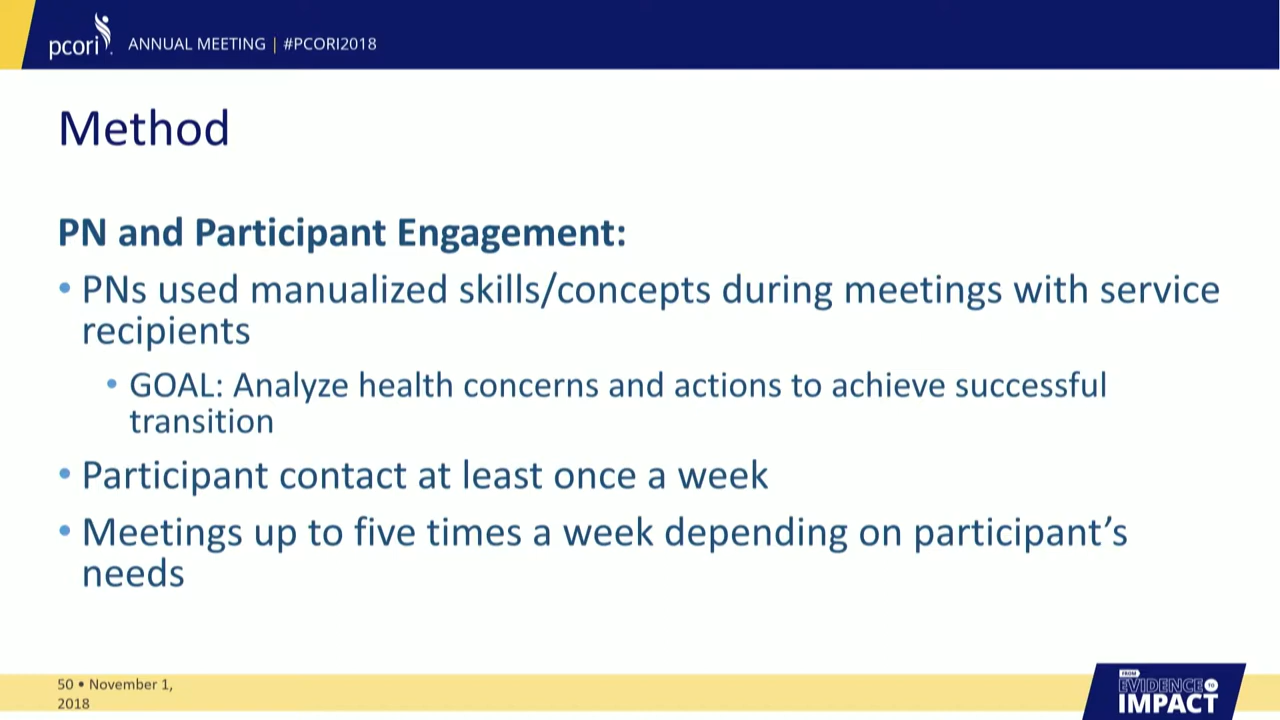 pcori
ANNUAL MEETING | #PCORI2018
Method
PN and Participant Engagement:
• PNs used manualized skills/concepts during meetings with service
recipients
• GOAL: Analyze health concerns and actions to achieve successful
transition
• Participant contact at least once a week
• Meetings up to five times a week depending on participant’s
needs
50 • November 1,
2018
FROM
EVIDENCE TO
IMPACT